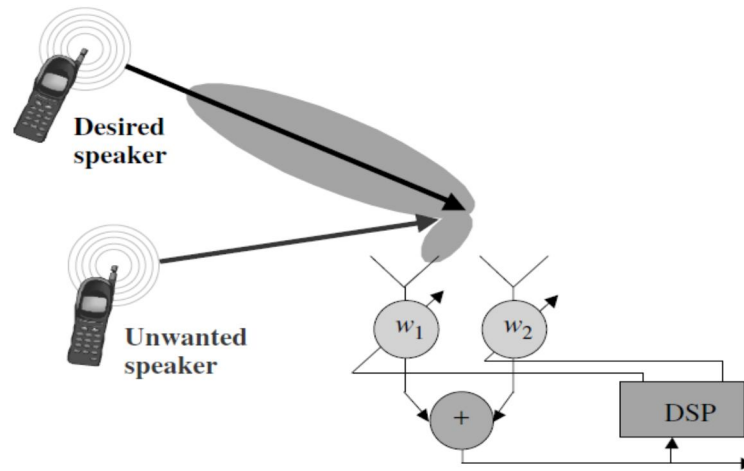 Desired
speaker
Unwanted
speaker
w₁
w₂
+
DSP